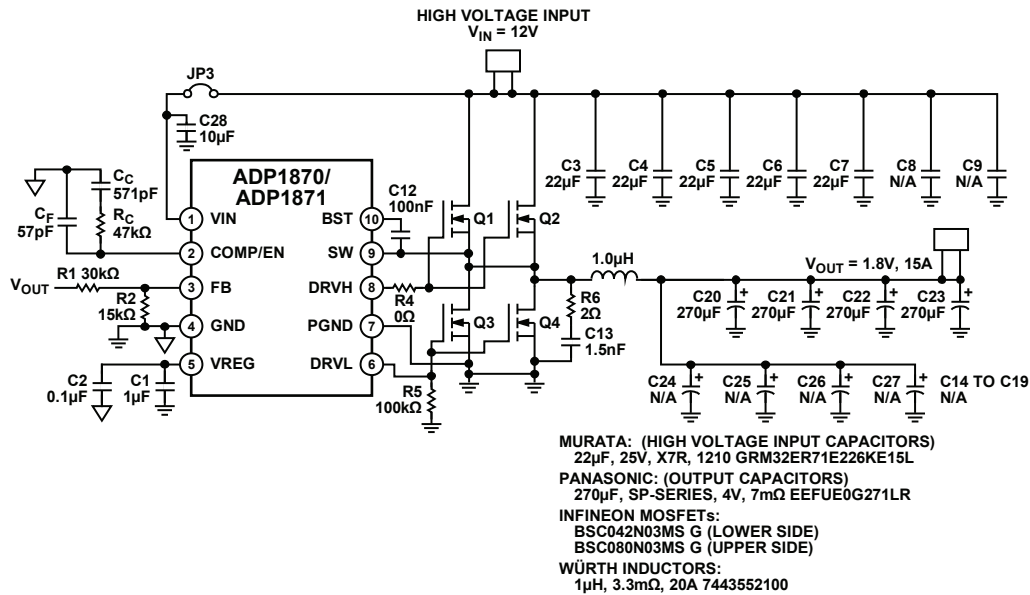 HIGH VOLTAGE INPUT
VIN = 12V
JP3
C28
10µF
C3
22µF
C4
22µF
C5
22µF
C6
22µF
C7
22µF
C8
N/A
C9
N/A
CC
571pF
CF
57pF
RC
47kΩ
ADP1870/
ADP1871
1 VIN
2 COMP/EN
3 FB
4 GND
5 VREG
BST 10
SW 9
DRVH 8
PGND 7
DRVL 6
C12
100nF
Q1
Q2
Q3
Q4
VOUT
R1 30kΩ
R2
15kΩ
C2
0.1µF
C1
1µF
R4
0Ω
R5
100kΩ
1.0µH
R6
2Ω
C13
1.5nF
VOUT = 1.8V, 15A
C20
270µF
+
C21
270µF
+
C22
270µF
+
C23
270µF
+
C24
N/A
+
C25
N/A
+
C26
N/A
+
C27
N/A
+
C14 TO C19
N/A
MURATA: (HIGH VOLTAGE INPUT CAPACITORS)
22µF, 25V, X7R, 1210 GRM32ER71E226KE15L
PANASONIC: (OUTPUT CAPACITORS)
270µF, SP-SERIES, 4V, 7mΩ EEFUE0G271LR
INFINEON MOSFETs:
BSC042N03MS G (LOWER SIDE)
BSC080N03MS G (UPPER SIDE)
WÜRTH INDUCTORS:
1µH, 3.3mΩ, 20A 7443552100